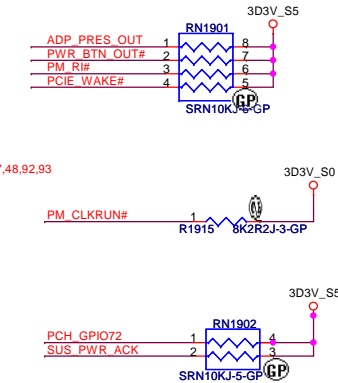 RN1901
3D3V_S5
ADP_PRES_OUT 1 8
PWR_BTN_OUT# 2 7
PM_RI# 3 6
PCIE_WAKE# 4 5
GP
SRN10KJ-6-GP
7,48,92,93
3D3V_S0
PM_CLKRUN# 1
R1915 8K2R2J-3-GP
3D3V_S5
RN1902
PCH_GPIO72 1 4
SUS_PWR_ACK 2 3
SRN10KJ-5-GP GP